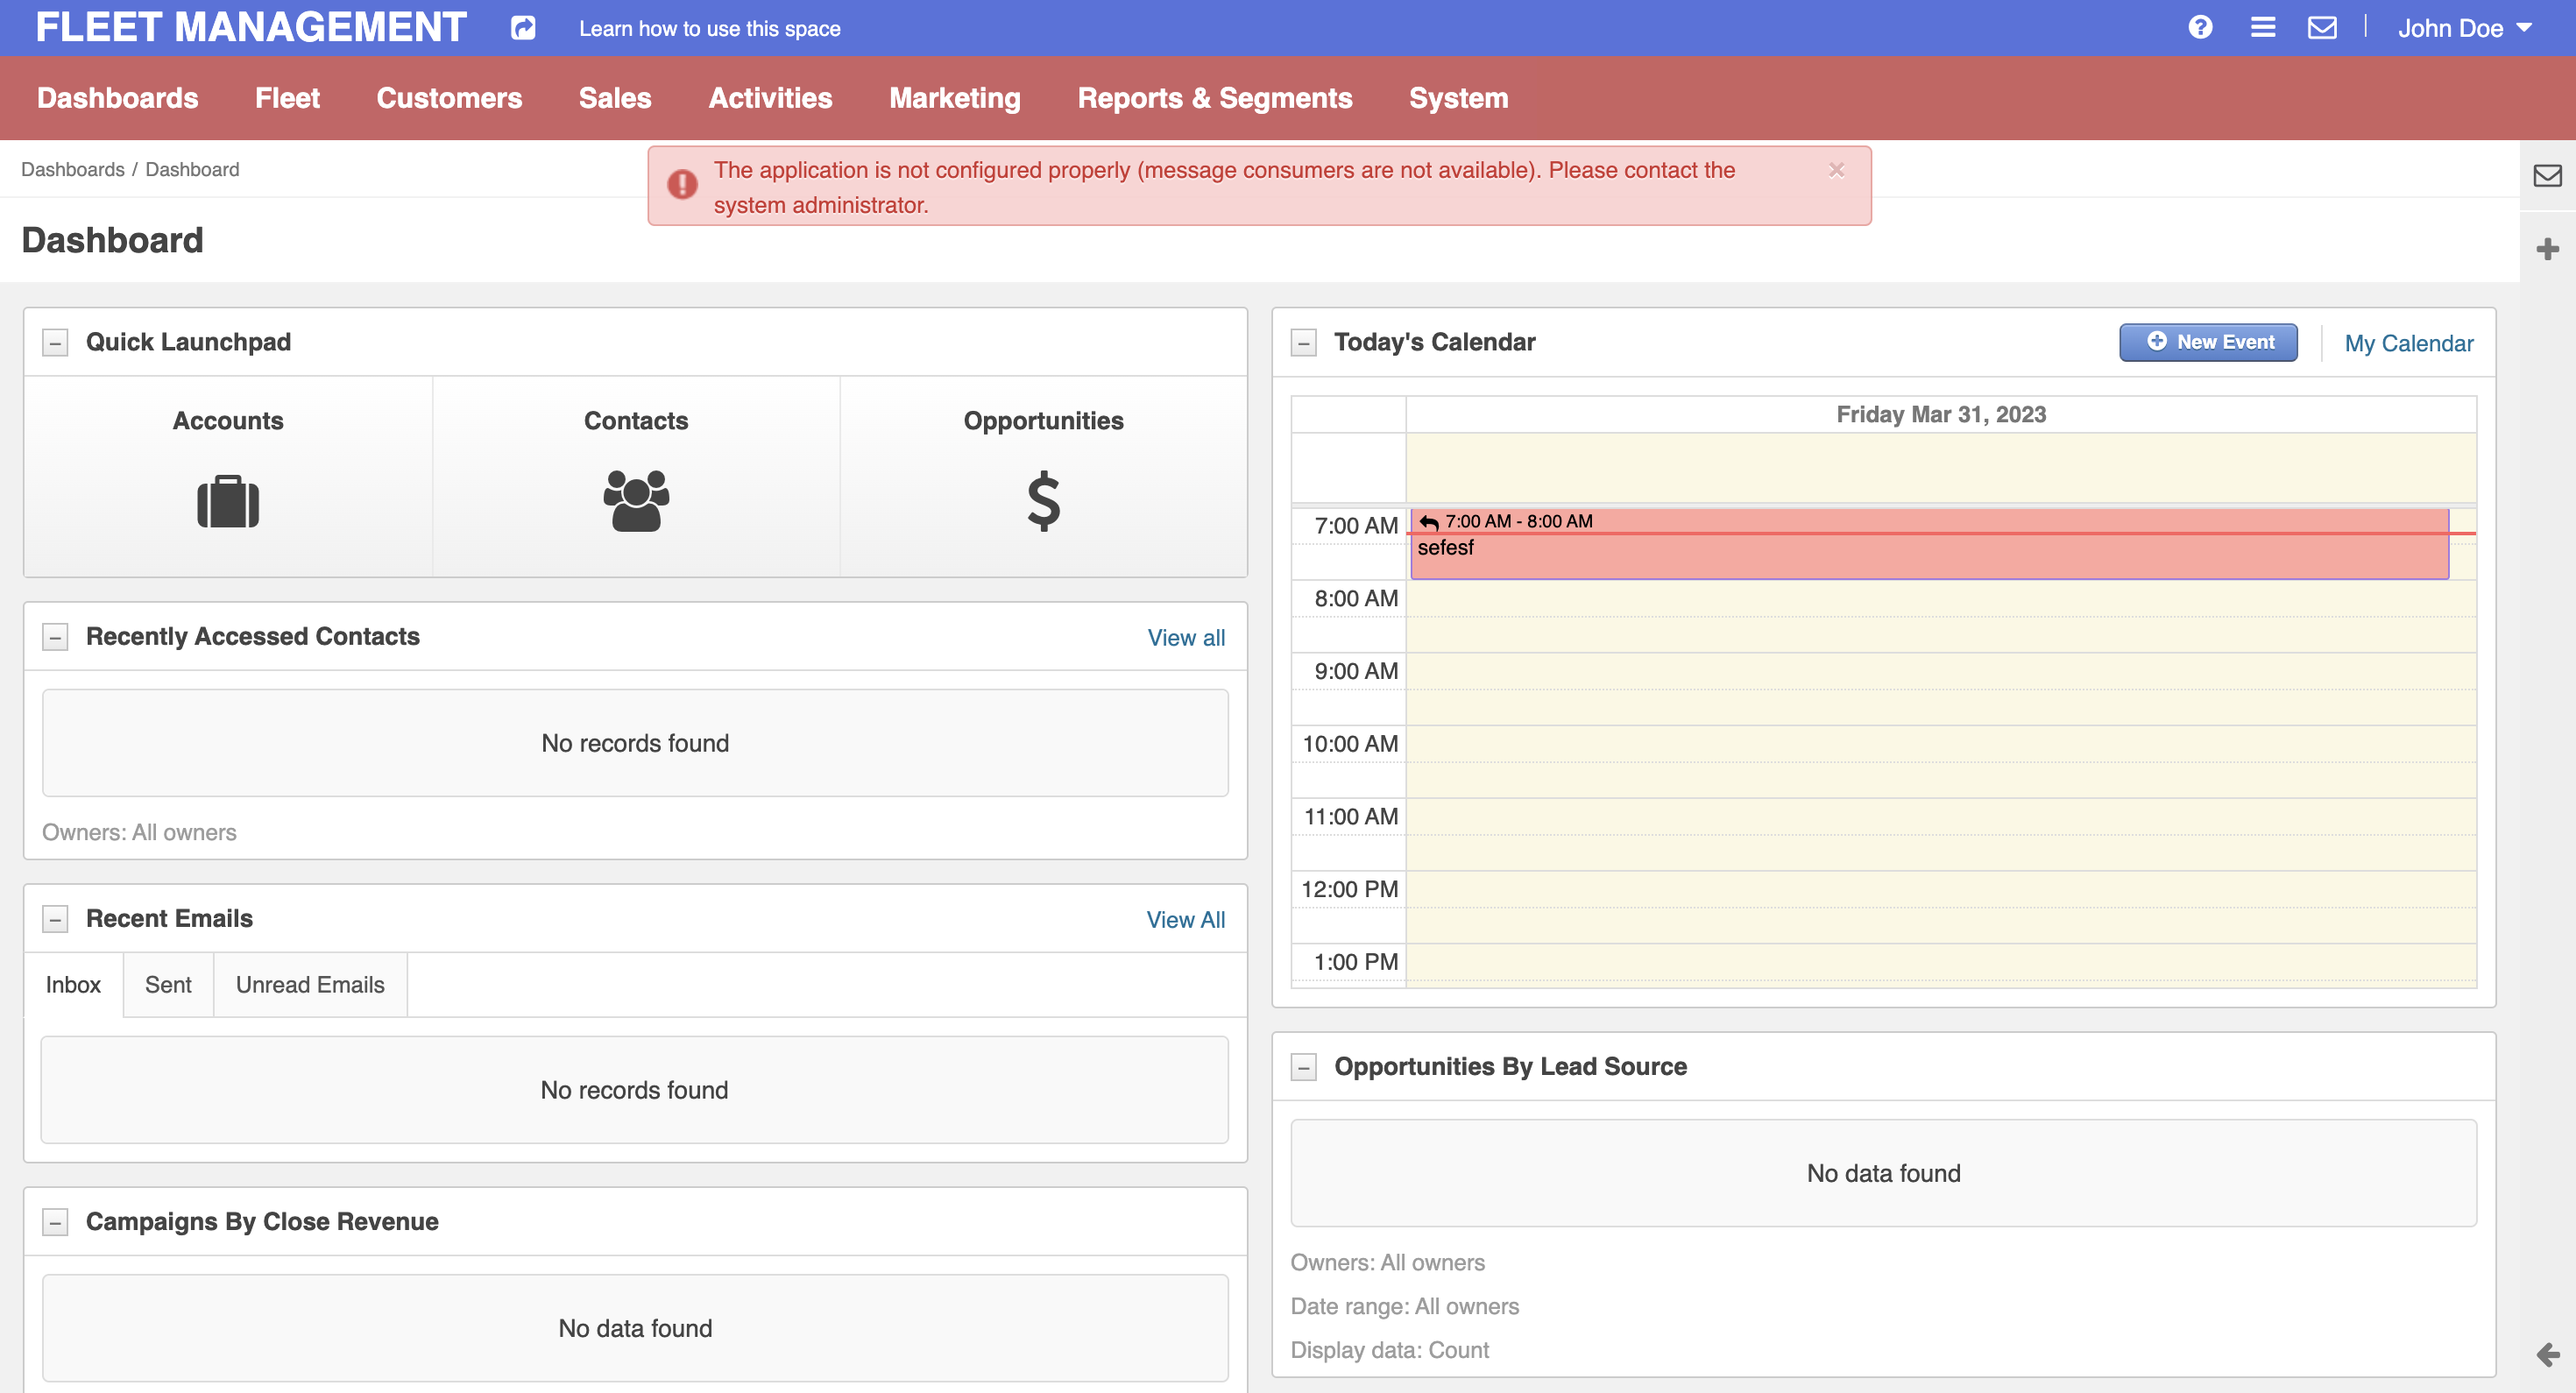 FLEET MANAGEMENT
Learn how to use this space
John Doe
Dashboards
Fleet
Customers
Sales
Activities
Marketing
Reports & Segments
System
Dashboards / Dashboard
The application is not configured properly (message consumers are not available). Please contact the
system administrator.
×
Dashboard
Quick Launchpad
Accounts
Contacts
Opportunities
Recently Accessed Contacts
View all
No records found
Owners: All owners
Recent Emails
View All
Inbox
Sent
Unread Emails
No records found
Campaigns By Close Revenue
No data found
Today's Calendar
New Event
My Calendar
Friday Mar 31, 2023
7:00 AM
7:00 AM - 8:00 AM
sefesf
8:00 AM
9:00 AM
10:00 AM
11:00 AM
12:00 PM
1:00 PM
Opportunities By Lead Source
No data found
Owners: All owners
Date range: All owners
Display data: Count